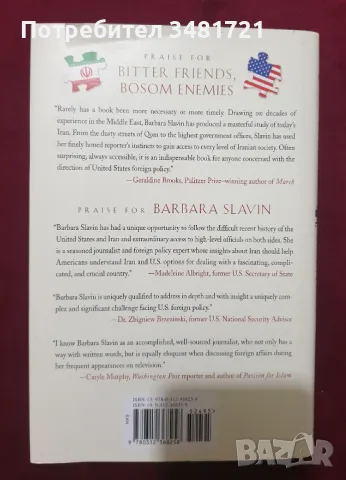 ID: 3481721
PRAISE FOR
BITTER FRIENDS,
BOSOM ENEMIES
"Rarely has a book been more necessary or more timely. Drawing on decades of
experience in the Middle East, Barbara Slavin has produced a masterly study of today's
Iran. From the dusty streets of Qom to the highest government offices, Slavin has used
her finely honed reporter's instincts to gain access to every level of Iranian society. Often
surprising, always accessible, it is an indispensable book for anyone concerned with the
direction of United States foreign policy."
—Geraldine Brooks, Pulitzer Prize–winning author of March
PRAISE FOR BARBARA SLAVIN
"Barbara Slavin has had a unique opportunity to follow the difficult recent history of the
United States and Iran and extraordinary access to high-level officials on both sides. She
is a seasoned journalist and foreign policy expert whose insights about Iran should help
Americans understand Iran and U.S. options for dealing with a fascinating, compli-
cated, and crucial country." —Madeleine Albright, former U.S. Secretary of State
"Barbara Slavin is uniquely qualified to address in depth and with insight a uniquely com-
plex and significant challenge facing U.S. foreign policy."
—Dr. Zbigniew Brzezinski, former U.S. National Security Advisor
"I know Barbara Slavin as an accomplished, well-sourced journalist, who not only has a
way with written words, but is equally eloquent when discussing foreign affairs during
her frequent appearances on television."
—Caryle Murphy, Washington Post reporter and author of Passion for Islam
BAZAR